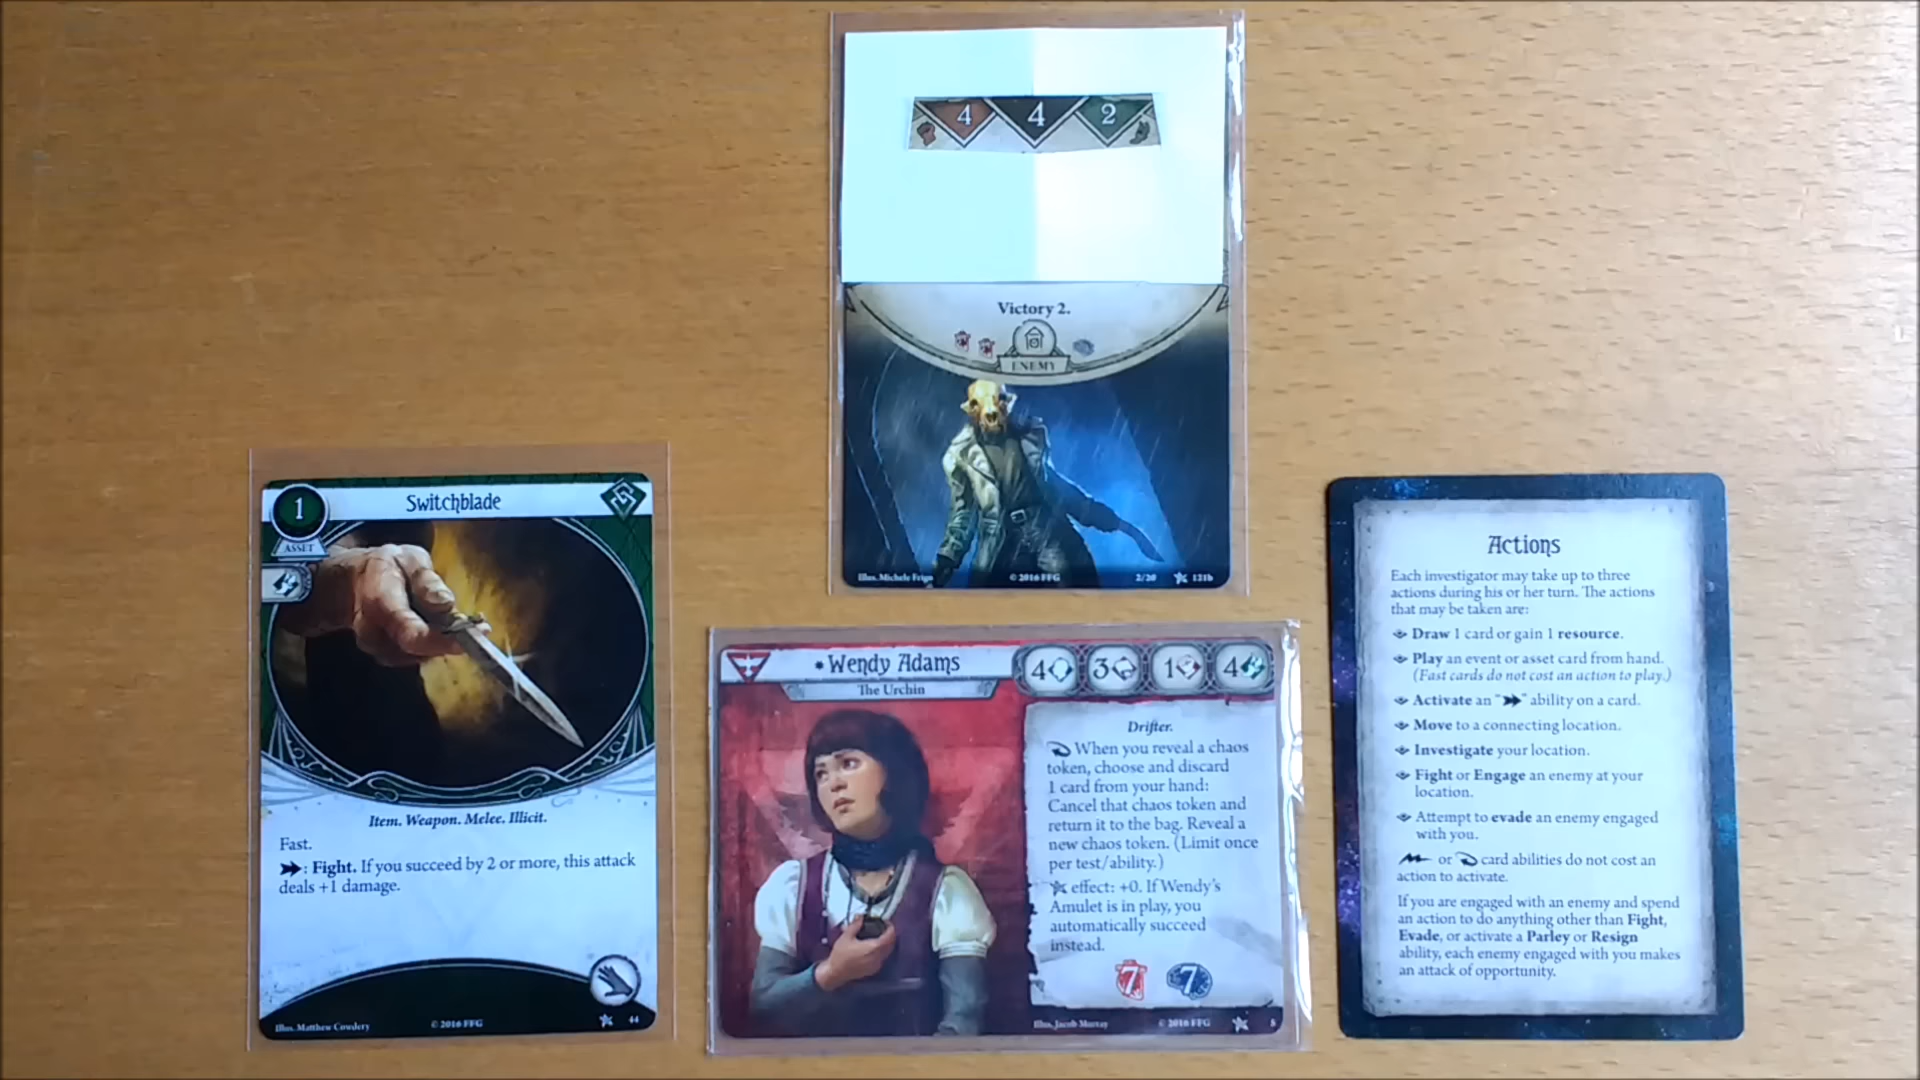 4 4 2
Victory 2.
ENEMY
Illus. Michele Frigo © 2016 FFG 2/20 121b
1
Switchblade
ASSET
Item. Weapon. Melee. Illicit.
Fast.
: Fight. If you succeed by 2 or more, this attack
deals +1 damage.
Illus. Matthew Cowdery © 2016 FFG 44
Wendy Adams
4 3 1 4
The Urchin
Drifter.
When you reveal a chaos
token, choose and discard
1 card from your hand:
Cancel that chaos token and
return it to the bag. Reveal a
new chaos token. (Limit once
per test/ability.)
effect: +0. If Wendy's
Amulet is in play, you
automatically succeed
instead.
7 7
Illus. Jacob Murray © 2016 FFG
Actions
Each investigator may take up to three
actions during his or her turn. The actions
that may be taken are:
Draw 1 card or gain 1 resource.
Play an event or asset card from hand.
(Fast cards do not cost an action to play.)
Activate an "" ability on a card.
Move to a connecting location.
Investigate your location.
Fight or Engage an enemy at your
location.
Attempt to evade an enemy engaged
with you.
or card abilities do not cost an
action to activate.
If you are engaged with an enemy and spend
an action to do anything other than Fight,
Evade, or activate a Parley or Resign
ability, each enemy engaged with you makes
an attack of opportunity.